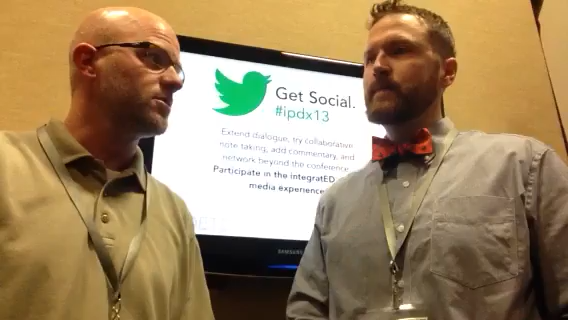 Get Social.
#ipdx13
Extend dialogue, try collaborative
note taking, add commentary, and
network beyond the conference
Participate in the integratED
media experience
SAMSUNG